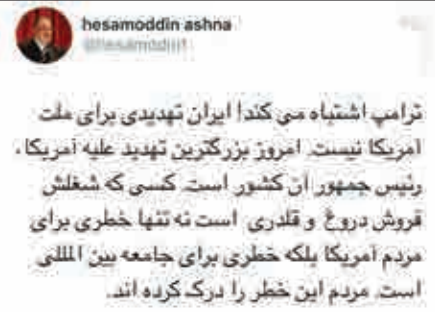 hesamoddin ashna
@hesamodin1
ترامپ اشتباه می کند! ایران تهدیدی برای ملت
امریکا نیست. امروز بزرگترین تهدید علیه آمریکا،
رئیس جمهور آن کشور است. کسی که شغلش
فروش دروغ و قلدری است نه تنها خطری برای
مردم آمریکا بلکه خطری برای جامعه بین المللی
است. مردم این خطر را درک کرده اند.